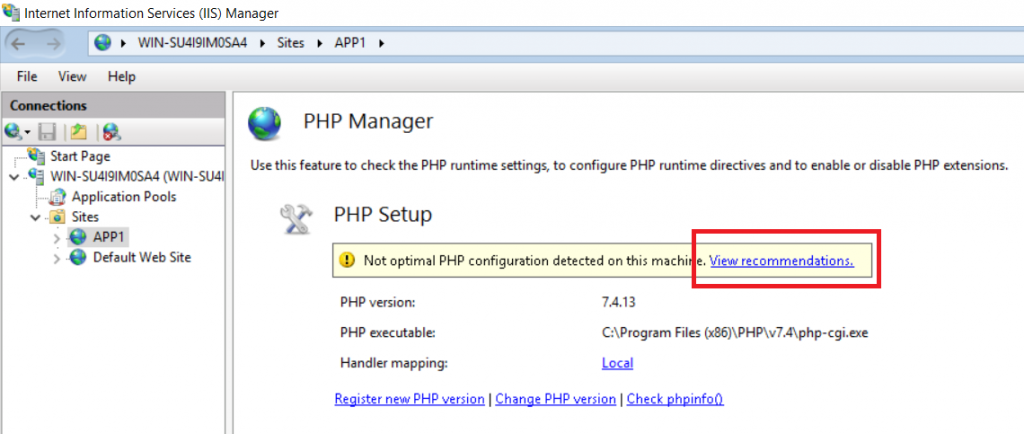 Internet Information Services (IIS) Manager
WIN-SU4I9IM0SA4 Sites APP1
File View Help
Connections
Start Page
WIN-SU4I9IM0SA4 (WIN-SU4I
Application Pools
Sites
APP1
Default Web Site
PHP Manager
Use this feature to check the PHP runtime settings, to configure PHP runtime directives and to enable or disable PHP extensions.
PHP Setup
Not optimal PHP configuration detected on this machine. View recommendations.
PHP version: 7.4.13
PHP executable: C:\Program Files (x86)\PHP\v7.4\php-cgi.exe
Handler mapping: Local
Register new PHP version | Change PHP version | Check phpinfo()